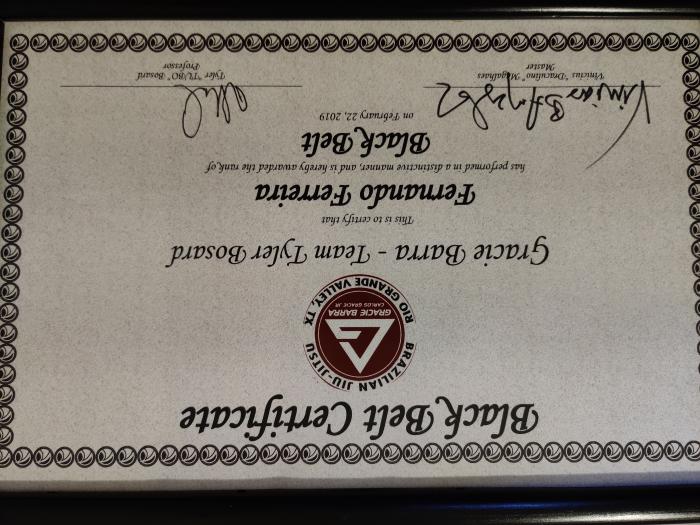 Black Belt Certificate
BRAZILIAN JIU-JITSU
GRACIE BARRA
CARLOS GRACIE JR.
RIO GRANDE VALLEY, TX
Gracie Barra - Team Tyler Bosard
This is to certify that
Fernando Ferreira
has performed in a distinctive manner, and is hereby awarded the rank of
Black Belt
on February 22, 2019
Vinicius "Draculino" Magalhaes
Master
Tyler "TUBO" Bosard
Professor